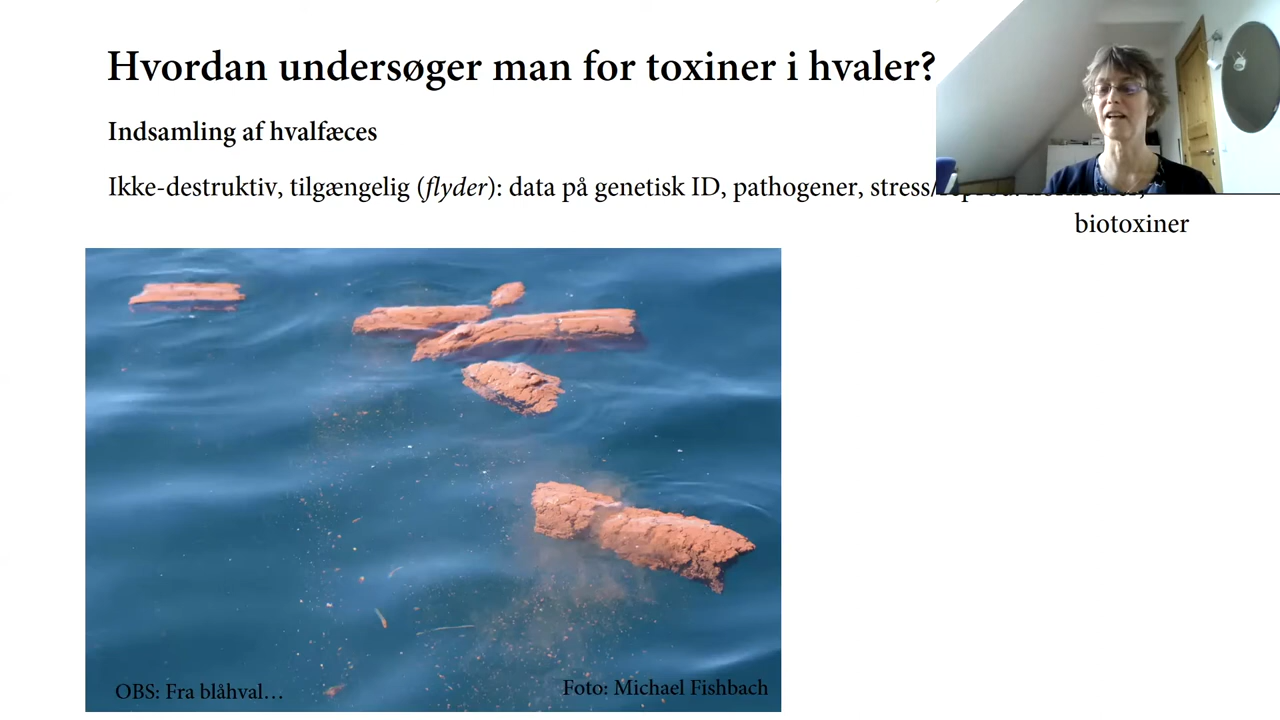 Hvordan undersøger man for toxiner i hvaler?
Indsamling af hvalfæces
Ikke-destruktiv, tilgængelig (flyder): data på genetisk ID, pathogener, stress/
biotoxiner
OBS: Fra blåhval…
Foto: Michael Fishbach